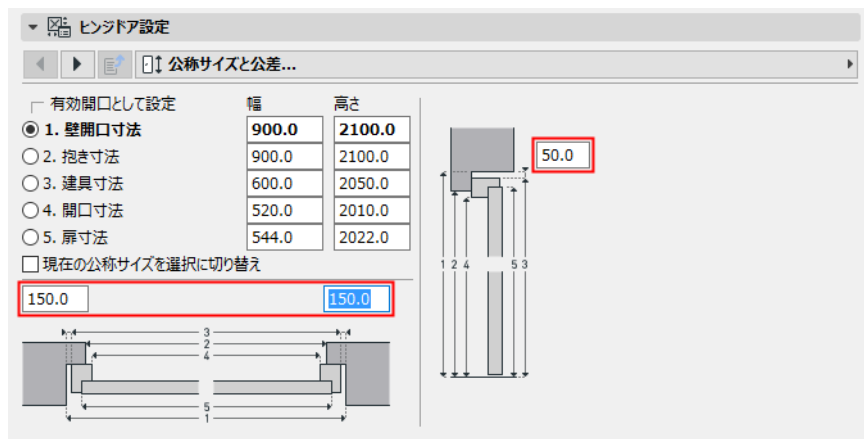 ヒンジドア設定
公称サイズと公差...
有効開口として設定 幅 高さ
1. 壁開口寸法 900.0 2100.0
2. 抱き寸法 900.0 2100.0
3. 建具寸法 600.0 2050.0
4. 開口寸法 520.0 2010.0
5. 扉寸法 544.0 2022.0
現在の公称サイズを選択に切り替え
150.0 150.0
3
2
4
5
1
50.0
1 2 4 5 3